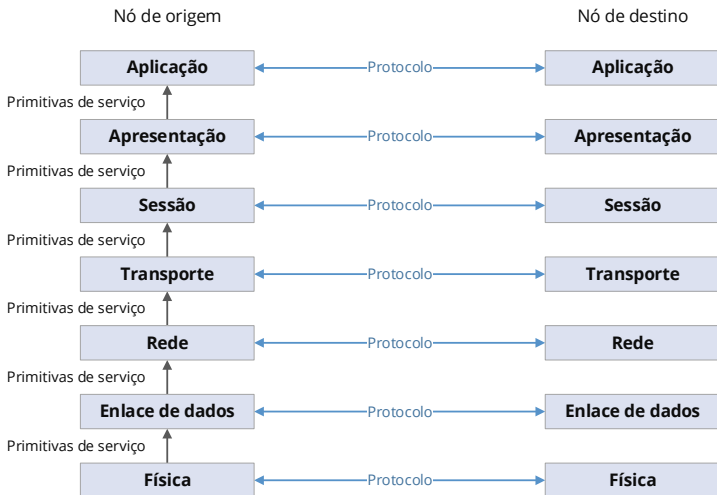 Nó de origem Nó de destino
Aplicação Protocolo Aplicação
Primitivas de serviço
Apresentação Protocolo Apresentação
Primitivas de serviço
Sessão Protocolo Sessão
Primitivas de serviço
Transporte Protocolo Transporte
Primitivas de serviço
Rede Protocolo Rede
Primitivas de serviço
Enlace de dados Protocolo Enlace de dados
Primitivas de serviço
Física Protocolo Física